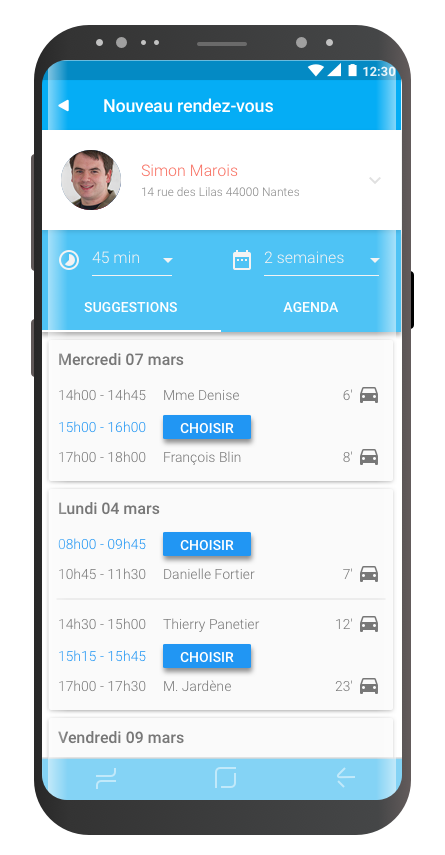 12:30
Nouveau rendez-vous
Simon Marois
14 rue des Lilas 44000 Nantes
45 min 2 semaines
SUGGESTIONS AGENDA
Mercredi 07 mars
14h00 - 14h45 Mme Denise 6'
15h00 - 16h00 CHOISIR
17h00 - 18h00 François Blin 8'
Lundi 04 mars
08h00 - 09h45 CHOISIR
10h45 - 11h30 Danielle Fortier 7'
14h30 - 15h00 Thierry Panetier 12'
15h15 - 15h45 CHOISIR
17h00 - 17h30 M. Jardène 23'
Vendredi 09 mars